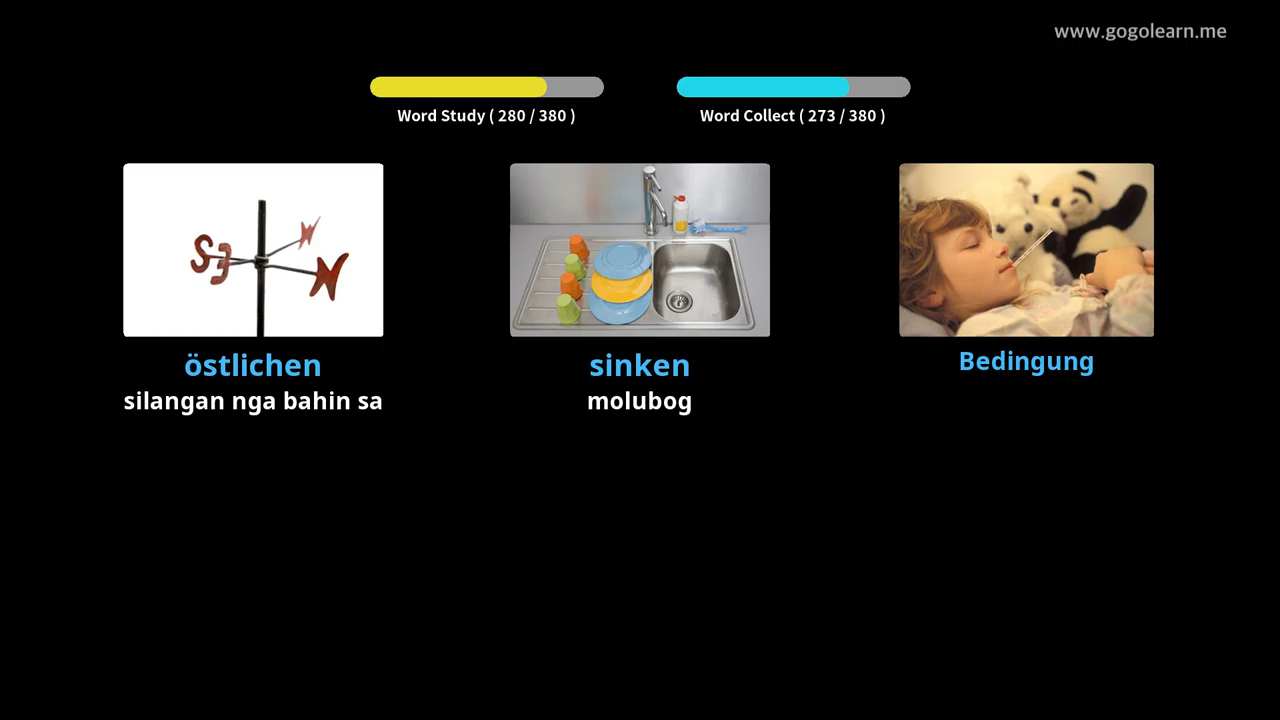 www.gogolearn.me
Word Study ( 280 / 380 )
Word Collect ( 273 / 380 )
S
E
N
östlichen
silangan nga bahin sa
sinken
molubog
Bedingung